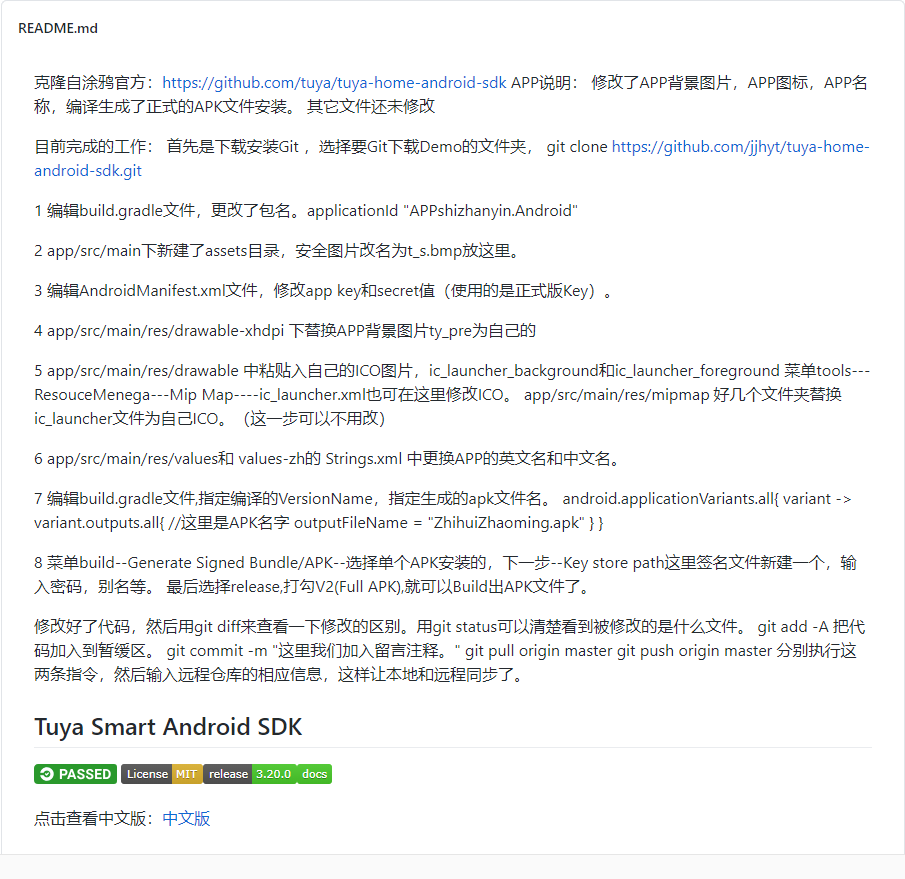 README.md
克隆自涂鸦官方：https://github.com/tuya/tuya-home-android-sdk APP说明： 修改了APP背景图片，APP图标，APP名
称，编译生成了正式的APK文件安装。 其它文件还未修改
目前完成的工作： 首先是下载安装Git ，选择要Git下载Demo的文件夹， git clone https://github.com/jjhyt/tuya-home-
android-sdk.git
1 编辑build.gradle文件，更改了包名。applicationId "APPshizhanyin.Android"
2 app/src/main下新建了assets目录，安全图片改名为t_s.bmp放这里。
3 编辑AndroidManifest.xml文件，修改app key和secret值（使用的是正式版Key）。
4 app/src/main/res/drawable-xhdpi 下替换APP背景图片ty_pre为自己的
5 app/src/main/res/drawable 中粘贴入自己的ICO图片，ic_launcher_background和ic_launcher_foreground 菜单tools---
ResouceMenega---Mip Map----ic_launcher.xml也可在这里修改ICO。 app/src/main/res/mipmap 好几个文件夹替换
ic_launcher文件为自己ICO。（这一步可以不用改）
6 app/src/main/res/values和 values-zh的 Strings.xml 中更换APP的英文名和中文名。
7 编辑build.gradle文件,指定编译的VersionName，指定生成的apk文件名。 android.applicationVariants.all{ variant ->
variant.outputs.all{ //这里是APK名字 outputFileName = "ZhihuiZhaoming.apk" } }
8 菜单build--Generate Signed Bundle/APK--选择单个APK安装的，下一步--Key store path这里签名文件新建一个，输
入密码，别名等。 最后选择release,打勾V2(Full APK),就可以Build出APK文件了。
修改好了代码，然后用git diff来查看一下修改的区别。用git status可以清楚看到被修改的是什么文件。 git add -A 把代
码加入到暂缓区。 git commit -m "这里我们加入留言注释。" git pull origin master git push origin master 分别执行这
两条指令，然后输入远程仓库的相应信息，这样让本地和远程同步了。
Tuya Smart Android SDK
PASSED License MIT release 3.20.0 docs
点击查看中文版：中文版